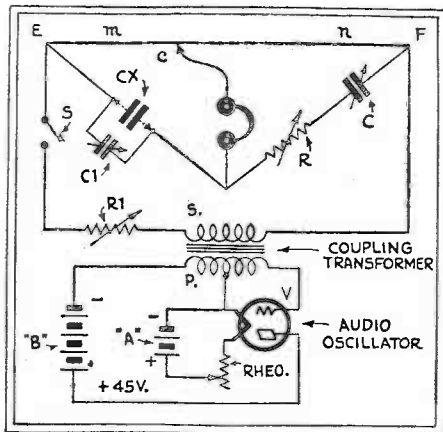 E m n F
CX
C
S
C1
C
R
R1
S.
COUPLING
TRANSFORMER
P.
V
-
-
"B"
"A"
AUDIO
OSCILLATOR
+
+
RHEO.
+45V.